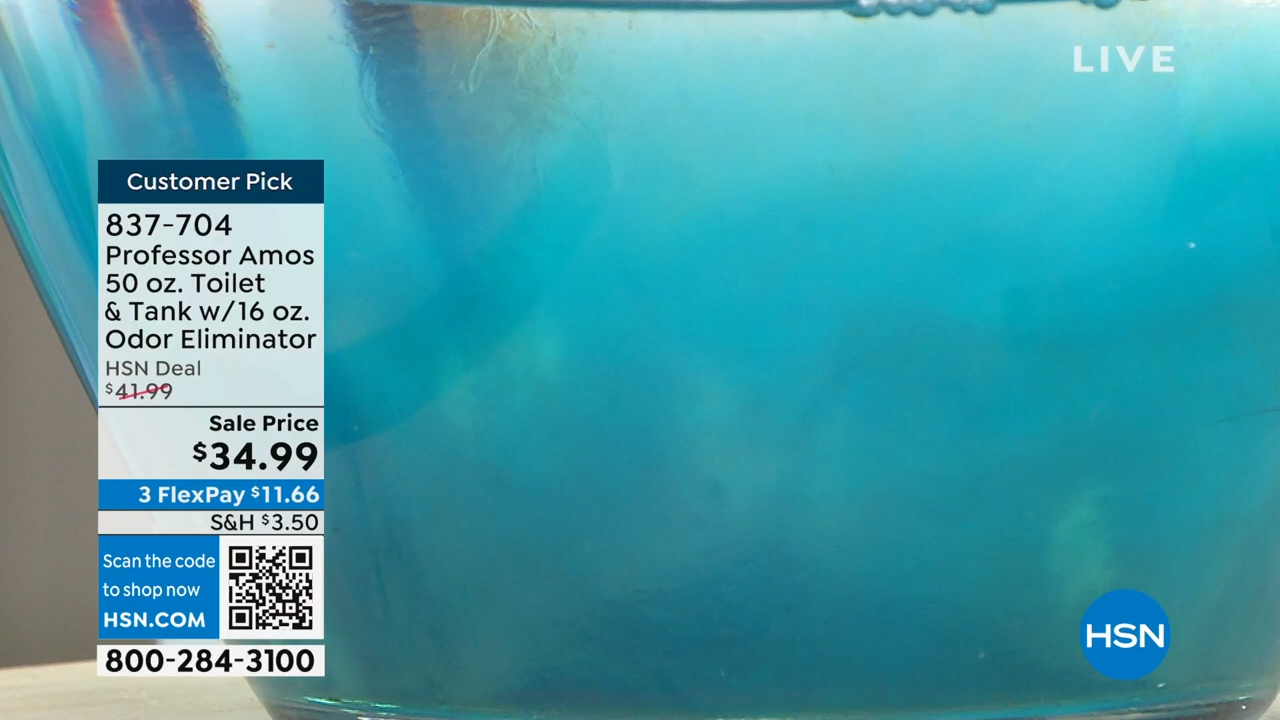 LIVE
Customer Pick
837-704
Professor Amos
50 oz. Toilet
& Tank w/16 oz.
Odor Eliminator
HSN Deal
$41.99
Sale Price
$34.99
3 FlexPay $11.66
S&H $3.50
Scan the code
to shop now
HSN.COM
800-284-3100
HSN